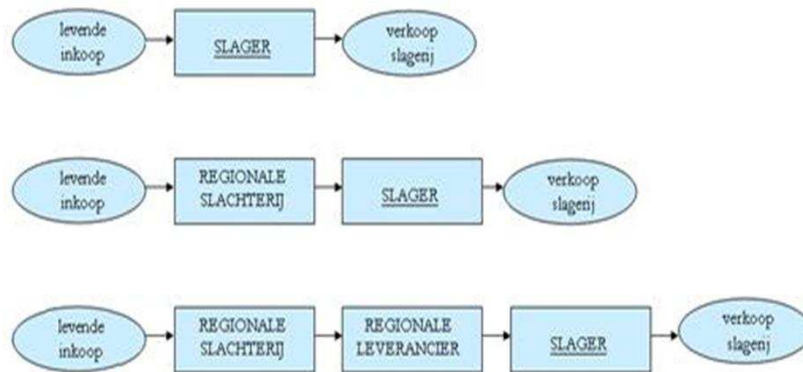 levende
inkoop
SLAGER
verkoop
slagerij
levende
inkoop
REGIONALE
SLACHTERIJ
SLAGER
verkoop
slagerij
levende
inkoop
REGIONALE
SLACHTERIJ
REGIONALE
LEVERANCIER
SLAGER
verkoop
slagerij